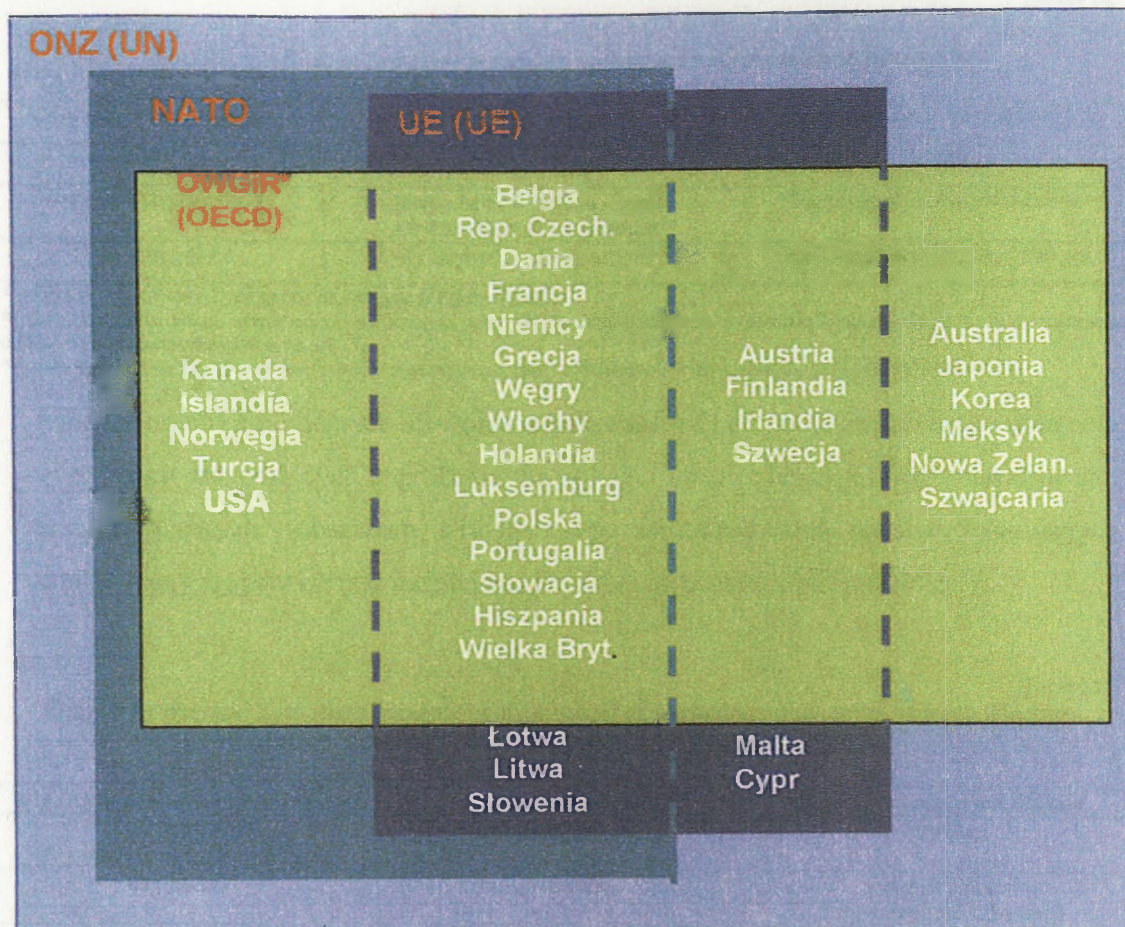 ONZ (UN)
NATO
UE (UE)
OWGiR*
(OECD)
Kanada
Islandia
Norwegia
Turcja
USA
Belgia
Rep. Czech.
Dania
Francja
Niemcy
Grecja
Węgry
Włochy
Holandia
Luksemburg
Polska
Portugalia
Słowacja
Hiszpania
Wielka Bryt.
Austria
Finlandia
Irlandia
Szwecja
Australia
Japonia
Korea
Meksyk
Nowa Zelan.
Szwajcaria
Łotwa
Litwa
Słowenia
Malta
Cypr